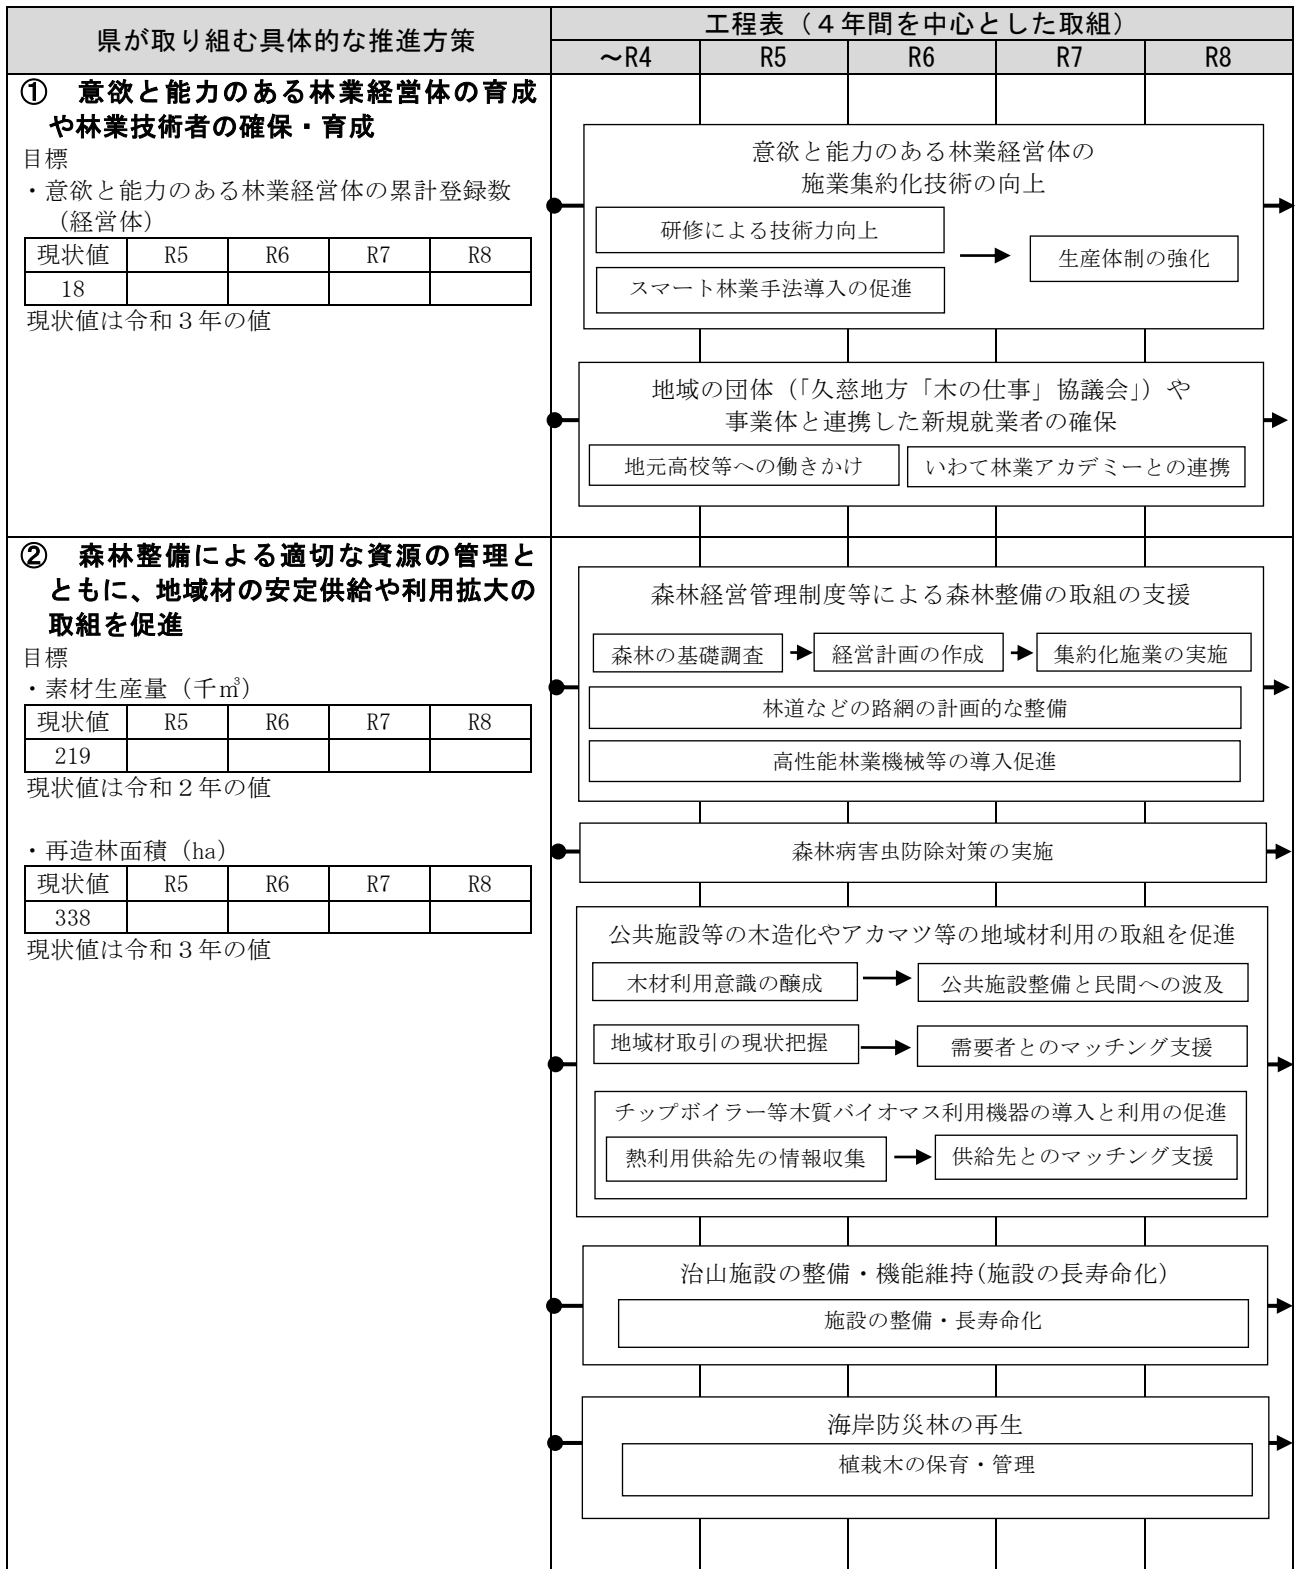 県が取り組む具体的な推進方策
工程表（４年間を中心とした取組）
～R4 R5 R6 R7 R8
① 意欲と能力のある林業経営体の育成
や林業技術者の確保・育成
目標
・意欲と能力のある林業経営体の累計登録数
（経営体）
現状値 R5 R6 R7 R8
18
現状値は令和３年の値
意欲と能力のある林業経営体の
施業集約化技術の向上
研修による技術力向上
スマート林業手法導入の促進
生産体制の強化
地域の団体（「久慈地方「木の仕事」協議会」）や
事業体と連携した新規就業者の確保
地元高校等への働きかけ
いわて林業アカデミーとの連携
② 森林整備による適切な資源の管理と
ともに、地域材の安定供給や利用拡大の
取組を促進
目標
・素材生産量（千㎥）
現状値 R5 R6 R7 R8
219
現状値は令和２年の値
・再造林面積（ha）
現状値 R5 R6 R7 R8
338
現状値は令和３年の値
森林経営管理制度等による森林整備の取組の支援
森林の基礎調査
経営計画の作成
集約化施業の実施
林道などの路網の計画的な整備
高性能林業機械等の導入促進
森林病害虫防除対策の実施
公共施設等の木造化やアカマツ等の地域材利用の取組を促進
木材利用意識の醸成
公共施設整備と民間への波及
地域材取引の現状把握
需要者とのマッチング支援
チップボイラー等木質バイオマス利用機器の導入と利用の促進
熱利用供給先の情報収集
供給先とのマッチング支援
治山施設の整備・機能維持(施設の長寿命化)
施設の整備・長寿命化
海岸防災林の再生
植栽木の保育・管理